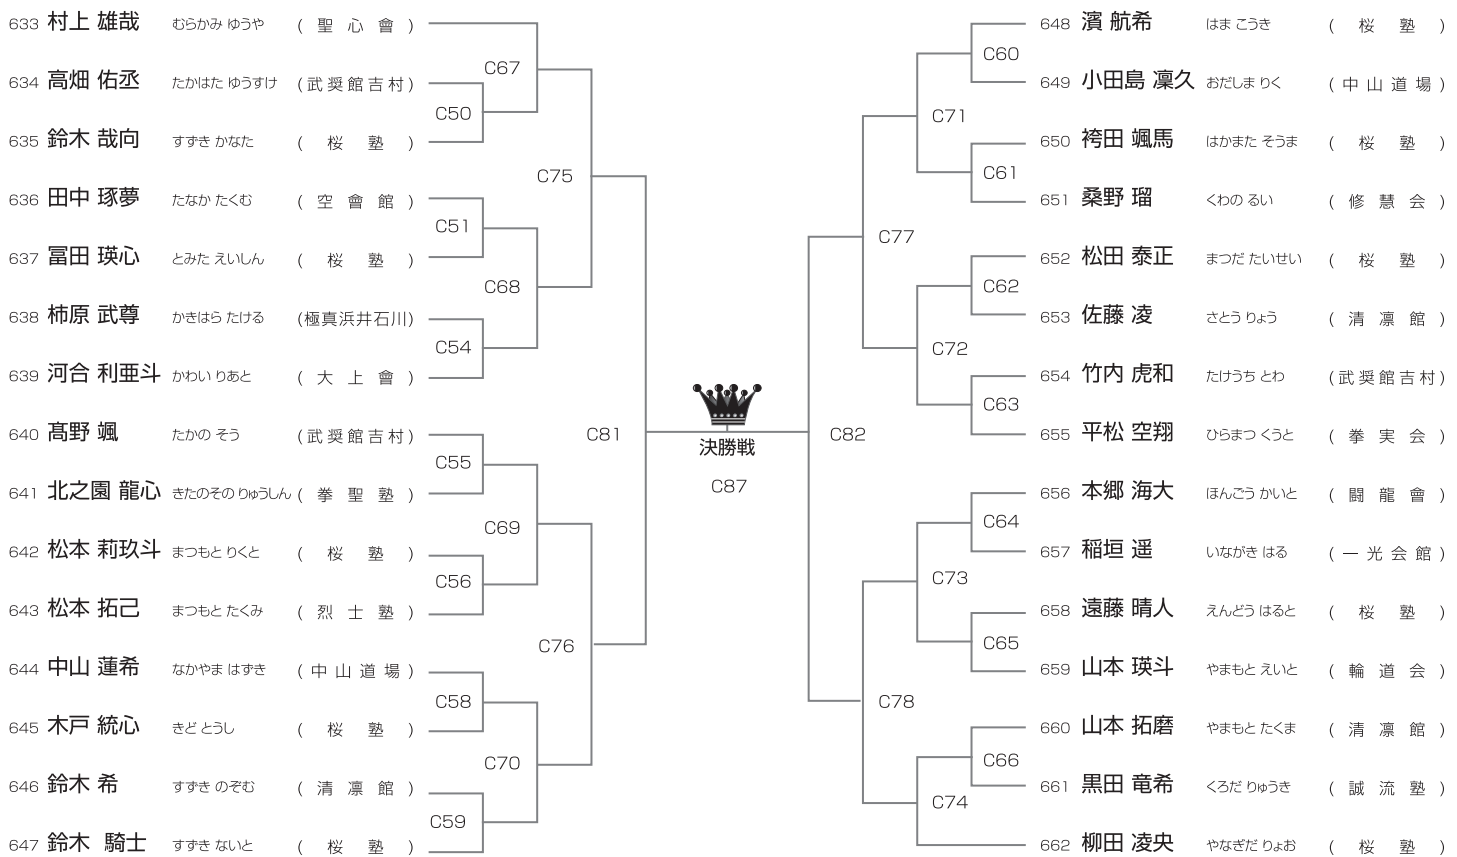 633 村上 雄哉 むらかみ ゆうや ( 聖 心 會 )
634 高畑 佑丞 たかはた ゆうすけ ( 武 奨 館 吉 村 )
635 鈴木 哉向 すずき かなた ( 桜 塾 )
636 田中 琢夢 たなか たくむ ( 空 會 館 )
637 冨田 瑛心 とみた えいしん ( 桜 塾 )
638 柿原 武尊 かきはら たける (極真浜井石川)
639 河合 利亜斗 かわい りあと ( 大 上 會 )
640 髙野 颯 たかの そう ( 武 奨 館 吉 村 )
641 北之園 龍心 きたのその りゅうしん ( 拳 聖 塾 )
642 松本 莉玖斗 まつもと りくと ( 桜 塾 )
643 松本 拓己 まつもと たくみ ( 烈 士 塾 )
644 中山 蓮希 なかやま はずき ( 中 山 道 場 )
645 木戸 統心 きど とうし ( 桜 塾 )
646 鈴木 希 すずき のぞむ ( 清 凛 館 )
647 鈴木 騎士 すずき ないと ( 桜 塾 )
C67
C50
C75
C51
C68
C54
C81
C55
C69
C56
C76
C58
C70
C59
決勝戦
C87
C60
C71
C61
C77
C62
C72
C63
C82
C64
C73
C65
C78
C66
C74
648 濱 航希 はま こうき ( 桜 塾 )
649 小田島 凜久 おだしま りく ( 中 山 道 場 )
650 袴田 颯馬 はかまた そうま ( 桜 塾 )
651 桑野 瑠 くわの るい ( 修 慧 会 )
652 松田 泰正 まつだ たいせい ( 桜 塾 )
653 佐藤 凌 さとう りょう ( 清 凛 館 )
654 竹内 虎和 たけうち とわ ( 武 奨 館 吉 村 )
655 平松 空翔 ひらまつ くうと ( 拳 実 会 )
656 本郷 海大 ほんごう かいと ( 闘 龍 會 )
657 稲垣 遥 いながき はる ( 一 光 会 館 )
658 遠藤 晴人 えんどう はると ( 桜 塾 )
659 山本 瑛斗 やまもと えいと ( 輪 道 会 )
660 山本 拓磨 やまもと たくま ( 清 凛 館 )
661 黒田 竜希 くろだ りゅうき ( 誠 流 塾 )
662 柳田 凌央 やなぎだ りょお ( 桜 塾 )